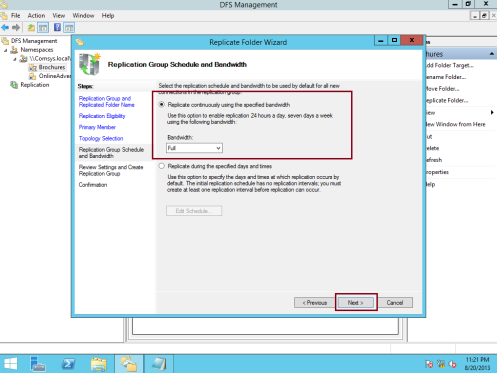 DFS Management
File Action View Window Help
DFS Management
Namespaces
\\Comsys.local\
Brochures
OnlineAdver
Replication
Replicate Folder Wizard
Replication Group Schedule and Bandwidth
Steps:
Replication Group and
Replicated Folder Name
Replication Eligibility
Primary Member
Topology Selection
Replication Group Schedule
and Bandwidth
Review Settings and Create
Replication Group
Confirmation
Select the replication schedule and bandwidth to be used by default for all new
connections in the replication group.
Replicate continuously using the specified bandwidth
Use this option to enable replication 24 hours a day, seven days a week
using the following bandwidth.
Bandwidth:
Full
Replicate during the specified days and times
Use this option to specify the days and times at which replication occurs by
default. The initial replication schedule has no replication intervals; you must
create at least one replication interval before replication can occur.
Edit Schedule...
< Previous
Next >
Cancel
hures
dd Folder Target...
ename Folder...
ove Folder...
eplicate Folder...
iew
ew Window from Here
ut
elete
efresh
roperties
elp
11:21 PM
8/20/2013